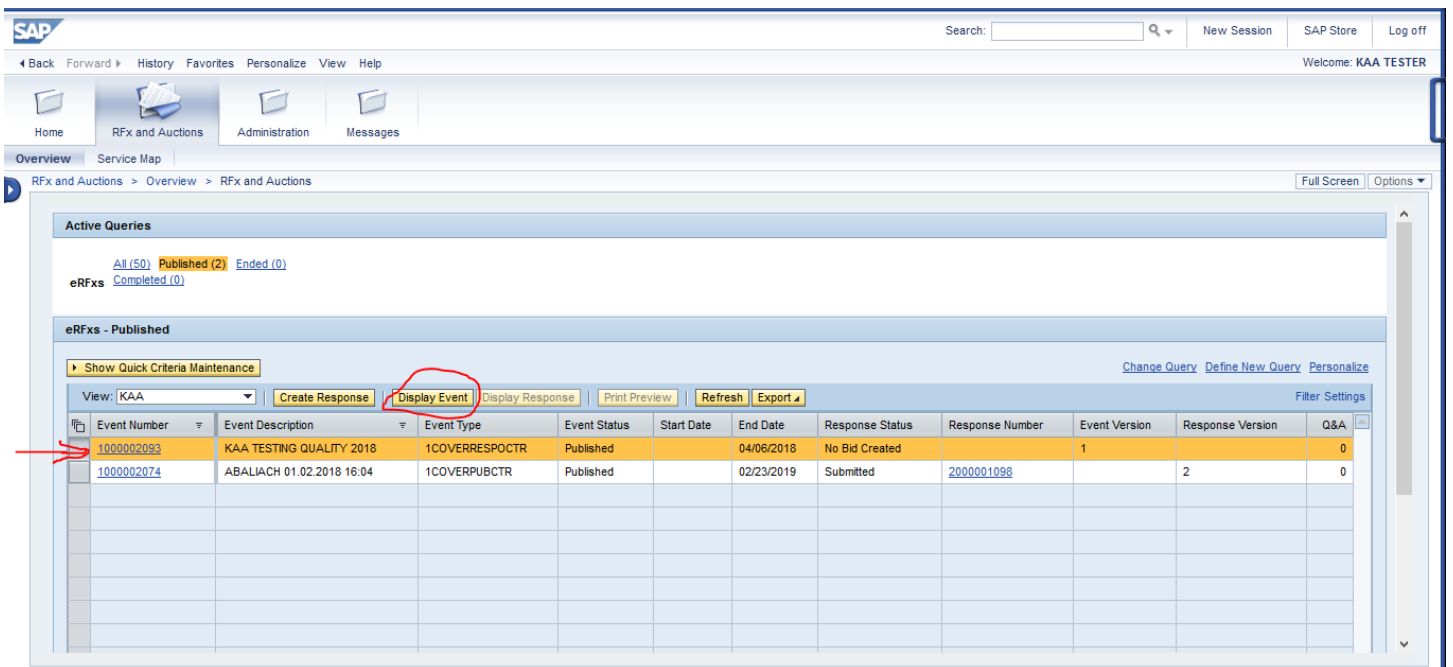 SAP Search: New Session SAP Store Log off
Back Forward History Favorites Personalize View Help Welcome: KAA TESTER
Home RFx and Auctions Administration Messages
Overview Service Map
RFx and Auctions > Overview > RFx and Auctions Full Screen Options
Active Queries
All (50) Published (2) Ended (0)
eRFxs Completed (0)
eRFxs - Published
Show Quick Criteria Maintenance Change Query Define New Query Personalize
View: KAA Create Response Display Event Display Response Print Preview Refresh Export Filter Settings
Event Number Event Description Event Type Event Status Start Date End Date Response Status Response Number Event Version Response Version Q&A
1000002093 KAA TESTING QUALITY 2018 1COVERRESPOCTR Published 04/06/2018 No Bid Created 1 0
1000002074 ABALIACH 01.02.2018 16:04 1COVERPUBCTR Published 02/23/2019 Submitted 2000001098 2 0